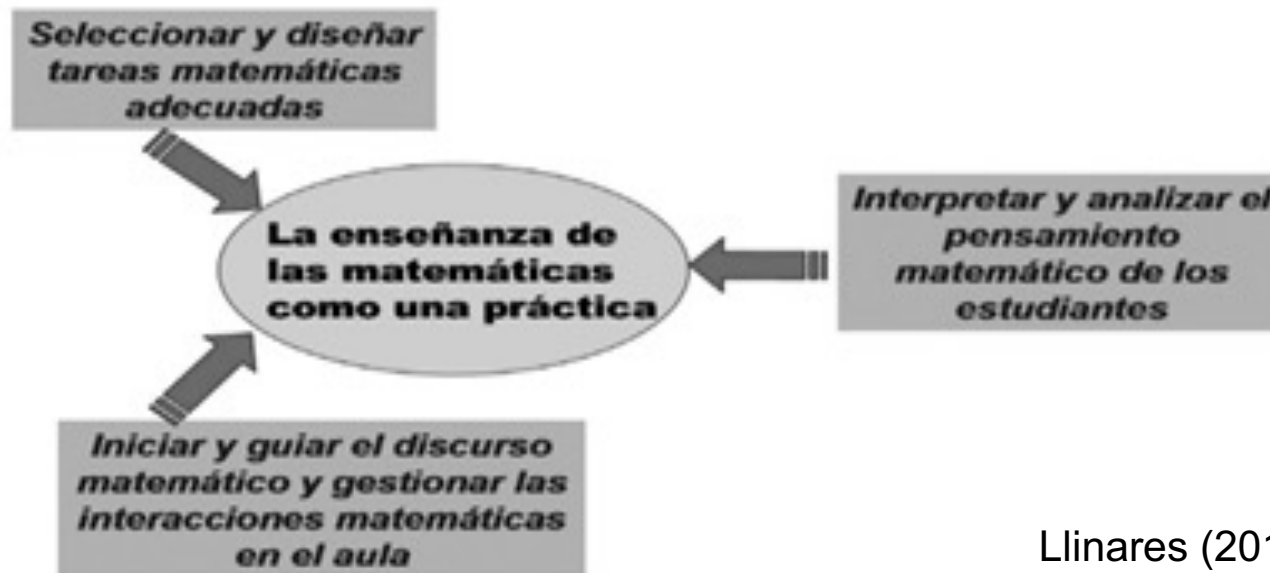 Seleccionar y diseñar
tareas matemáticas
adecuadas
La enseñanza de
las matemáticas
como una práctica
Interpretar y analizar el
pensamiento
matemático de los
estudiantes
Iniciar y guiar el discurso
matemático y gestionar las
interacciones matemáticas
en el aula
Llinares